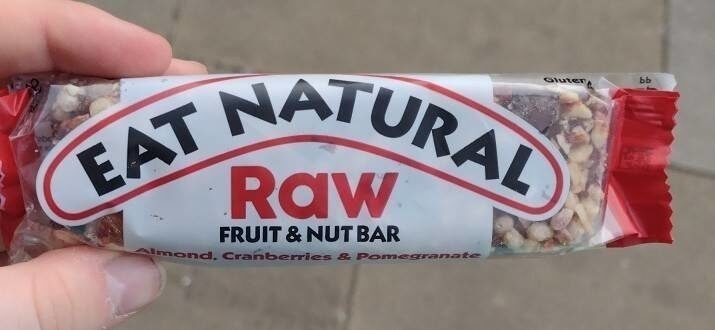 EAT NATURAL
Raw
FRUIT & NUT BAR
Almond, Cranberries & Pomegranate
Gluten